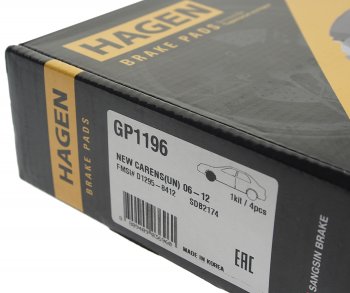 HAGEN
BRAKE PADS
HAGEN
BRAKE PADS
GP1196
NEW CARENS(UN) 06-12
FMSI# D1295-8412 SDB2174
1kit / 4pcs
MADE IN KOREA
EAC
SANGSIN BRAKE